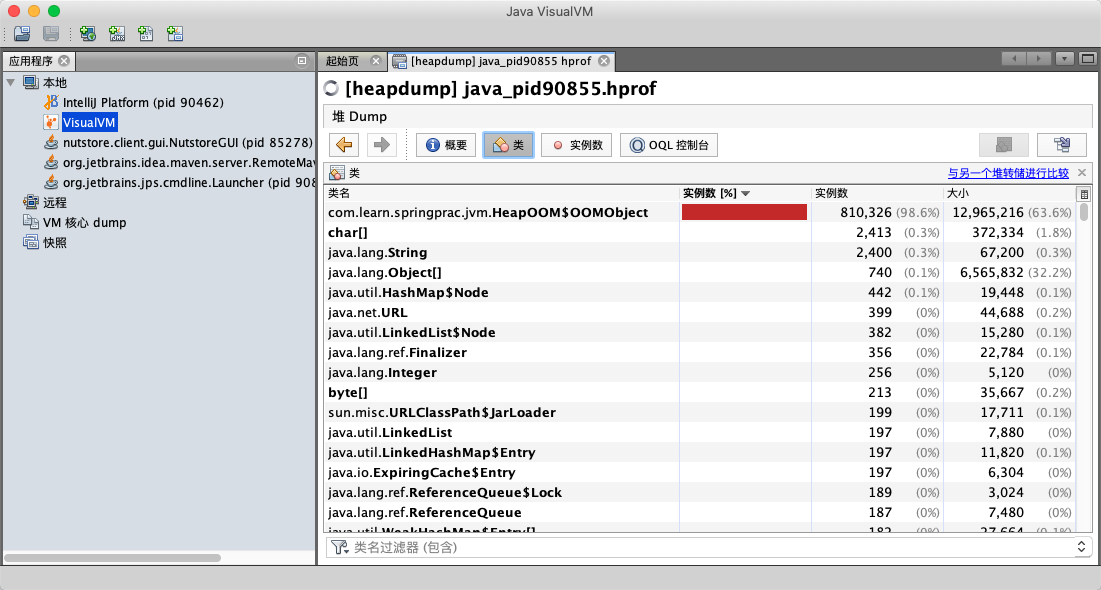 Java VisualVM
应用程序
本地
IntelliJ Platform (pid 90462)
VisualVM
nutstore.client.gui.NutstoreGUI (pid 85278)
org.jetbrains.idea.maven.server.RemoteMav
org.jetbrains.jps.cmdline.Launcher (pid 908
远程
VM 核心 dump
快照
起始页
[heapdump] java_pid90855 hprof
[heapdump] java_pid90855.hprof
堆 Dump
概要 类 实例数 OQL 控制台
类 与另一个堆转储进行比较
类名 实例数 [%] 实例数 大小
com.learn.springprac.jvm.HeapOOM$OOMObject 810,326 (98.6%) 12,965,216 (63.6%)
char[] 2,413 (0.3%) 372,334 (1.8%)
java.lang.String 2,400 (0.3%) 67,200 (0.3%)
java.lang.Object[] 740 (0.1%) 6,565,832 (32.2%)
java.util.HashMap$Node 442 (0.1%) 19,448 (0.1%)
java.net.URL 399 (0%) 44,688 (0.2%)
java.util.LinkedList$Node 382 (0%) 15,280 (0.1%)
java.lang.ref.Finalizer 356 (0%) 22,784 (0.1%)
java.lang.Integer 256 (0%) 5,120 (0%)
byte[] 213 (0%) 35,667 (0.2%)
sun.misc.URLClassPath$JarLoader 199 (0%) 17,711 (0.1%)
java.util.LinkedList 197 (0%) 7,880 (0%)
java.util.LinkedHashMap$Entry 197 (0%) 11,820 (0.1%)
java.io.ExpiringCache$Entry 197 (0%) 6,304 (0%)
java.lang.ref.ReferenceQueue$Lock 189 (0%) 3,024 (0%)
java.lang.ref.ReferenceQueue 187 (0%) 7,480 (0%)
java.util.WeakHashMap$Entry[] 182 (0%) 27,664 (0.1%)
类名过滤器 (包含)